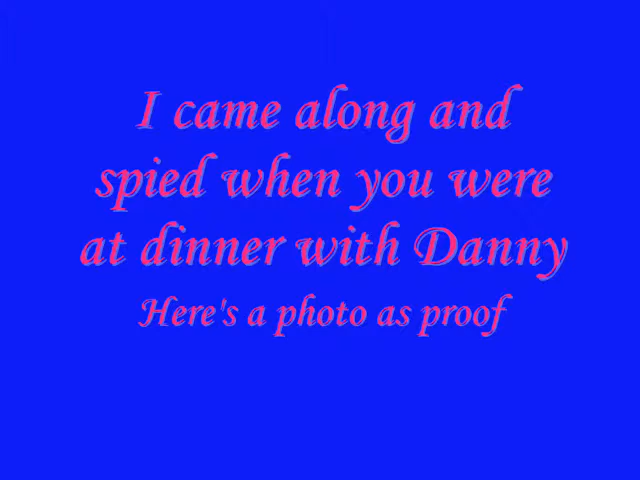 I came along and
spied when you were
at dinner with Danny
Here's a photo as proof